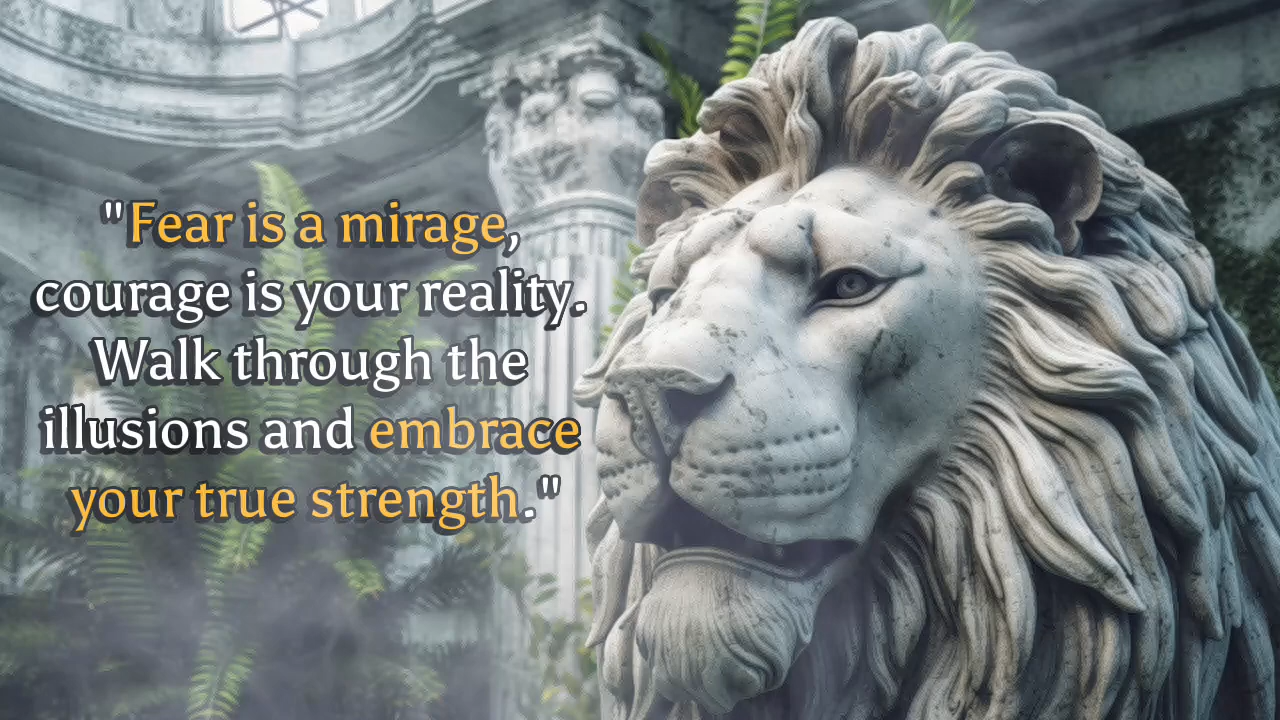 "Fear is a mirage,
courage is your reality.
Walk through the
illusions and embrace
your true strength."